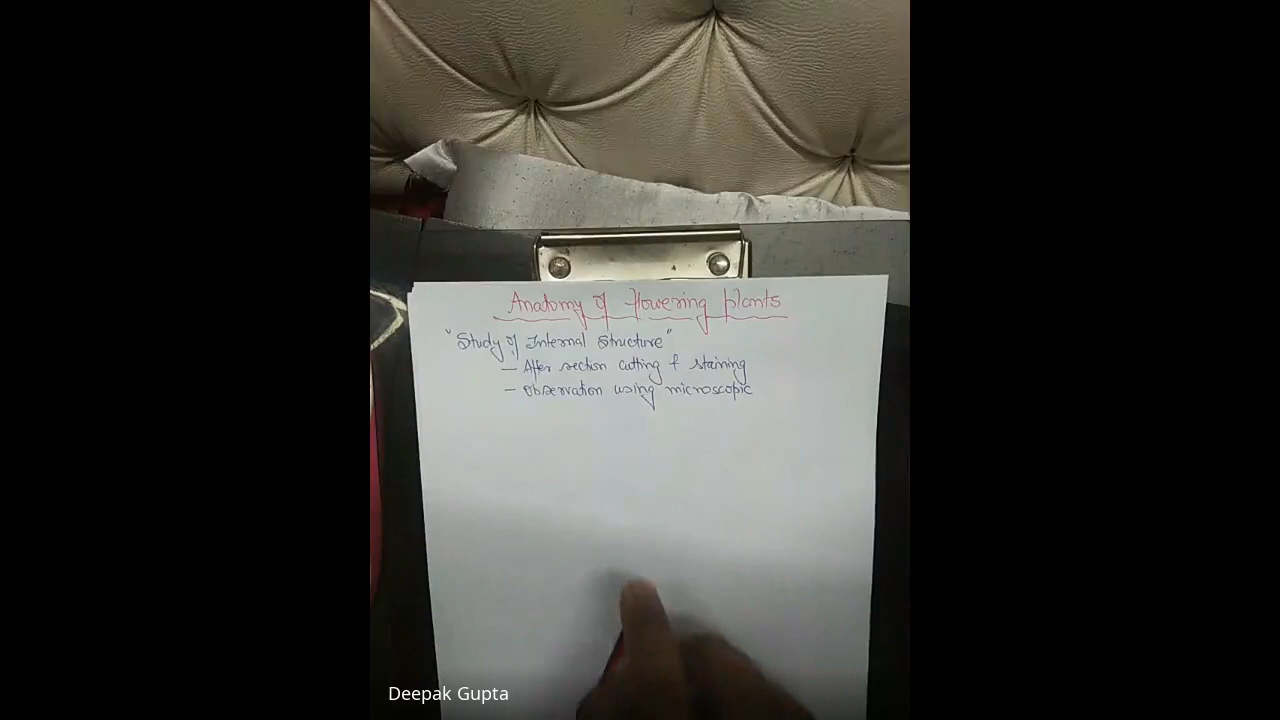 Anatomy of flowering plants
"Study of Internal Structure"
- After section cutting & staining
- Observation using microscopic
Deepak Gupta